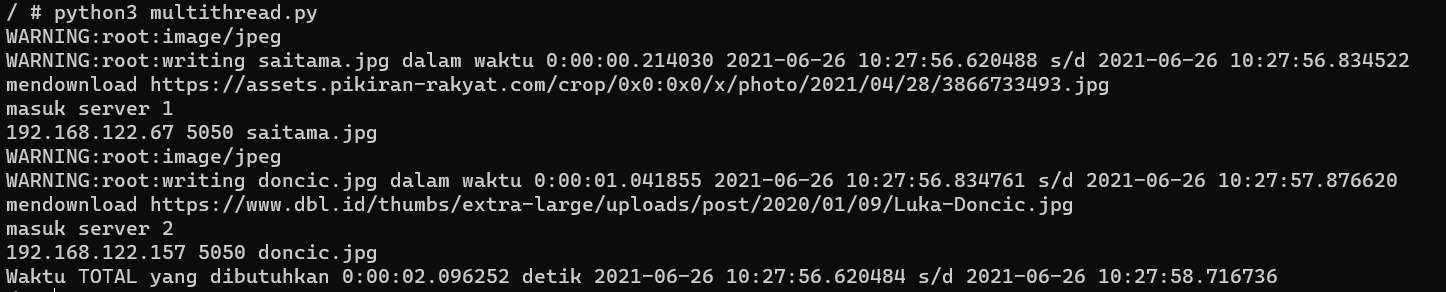 / # python3 multithread.py
WARNING:root:image/jpeg
WARNING:root:writing saitama.jpg dalam waktu 0:00:00.214030 2021-06-26 10:27:56.620488 s/d 2021-06-26 10:27:56.834522
mendownload https://assets.pikiran-rakyat.com/crop/0x0:0x0/x/photo/2021/04/28/3866733493.jpg
masuk server 1
192.168.122.67 5050 saitama.jpg
WARNING:root:image/jpeg
WARNING:root:writing doncic.jpg dalam waktu 0:00:01.041855 2021-06-26 10:27:56.834761 s/d 2021-06-26 10:27:57.876620
mendownload https://www.dbl.id/thumbs/extra-large/uploads/post/2020/01/09/Luka-Doncic.jpg
masuk server 2
192.168.122.157 5050 doncic.jpg
Waktu TOTAL yang dibutuhkan 0:00:02.096252 detik 2021-06-26 10:27:56.620484 s/d 2021-06-26 10:27:58.716736